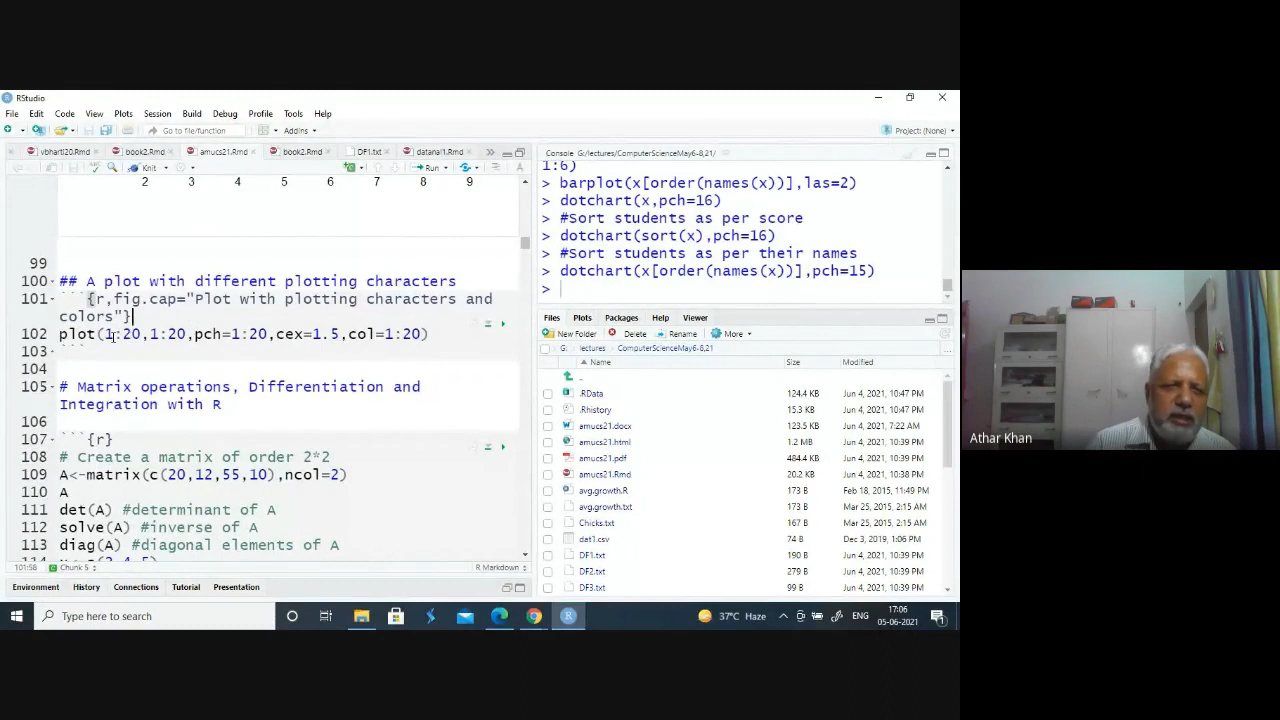 RStudio
File Edit Code View Plots Session Build Debug Profile Tools Help
Go to file/function Addins Project: (None)
vbhartI20.Rmd book2.Rmd amucs21.Rmd book2.Rmd DF1.txt datanal1.Rmd
Knit Run
2 3 4 5 6 7 8 9
99
100 ## A plot with different plotting characters
101 ```{r,fig.cap="Plot with plotting characters and
colors"}
102 plot(1:20,1:20,pch=1:20,cex=1.5,col=1:20)
103 ```
104
105 # Matrix operations, Differentiation and
Integration with R
106
107 ```{r}
108 # Create a matrix of order 2*2
109 A<-matrix(c(20,12,55,10),ncol=2)
110 A
111 det(A) #determinant of A
112 solve(A) #inverse of A
113 diag(A) #diagonal elements of A
101:58 Chunk 5 R Markdown
Environment History Connections Tutorial Presentation
Console G:/lectures/ComputerScienceMay6-8,21/
1:6)
> barplot(x[order(names(x))],las=2)
> dotchart(x,pch=16)
> #Sort students as per score
> dotchart(sort(x),pch=16)
> #Sort students as per their names
> dotchart(x[order(names(x))],pch=15)
>
Files Plots Packages Help Viewer
New Folder Delete Rename More
G: lectures ComputerScienceMay6-8,21
Name Size Modified
..
.RData 124.4 KB Jun 4, 2021, 10:47 PM
.Rhistory 15.3 KB Jun 4, 2021, 10:47 PM
amucs21.docx 123.5 KB Jun 4, 2021, 7:22 AM
amucs21.html 1.2 MB Jun 4, 2021, 10:39 PM
amucs21.pdf 484.4 KB Jun 4, 2021, 10:39 PM
amucs21.Rmd 20.2 KB Jun 4, 2021, 10:38 PM
avg.growth.R 173 B Feb 18, 2015, 11:49 PM
avg.growth.txt 173 B Mar 25, 2015, 2:15 AM
Chicks.txt 167 B Mar 25, 2015, 2:15 AM
dat1.csv 74 B Dec 3, 2019, 1:06 PM
DF1.txt 190 B Jun 4, 2021, 10:39 PM
DF2.txt 279 B Jun 4, 2021, 10:39 PM
DF3.txt 99 B Jun 4, 2021, 10:39 PM
Type here to search
37°C Haze
ENG
17:06
05-06-2021
Athar Khan